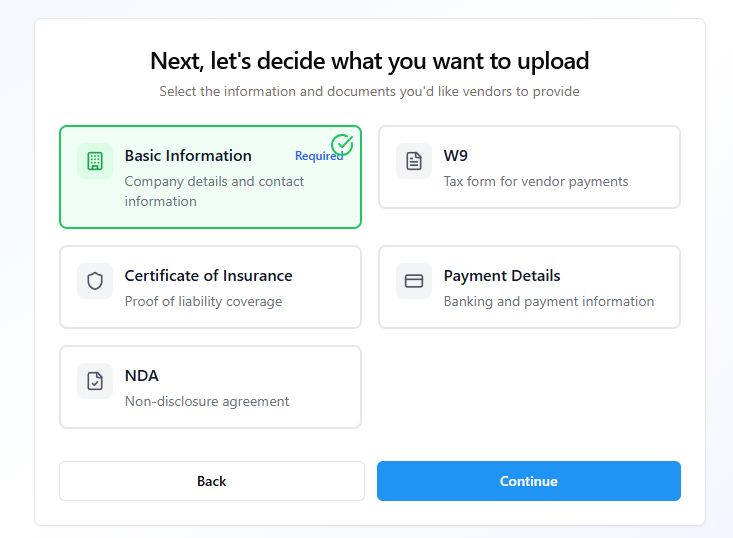 Next, let's decide what you want to upload
Select the information and documents you'd like vendors to provide
Basic Information
Required
Company details and contact
information
W9
Tax form for vendor payments
Certificate of Insurance
Proof of liability coverage
Payment Details
Banking and payment information
NDA
Non-disclosure agreement
Back
Continue